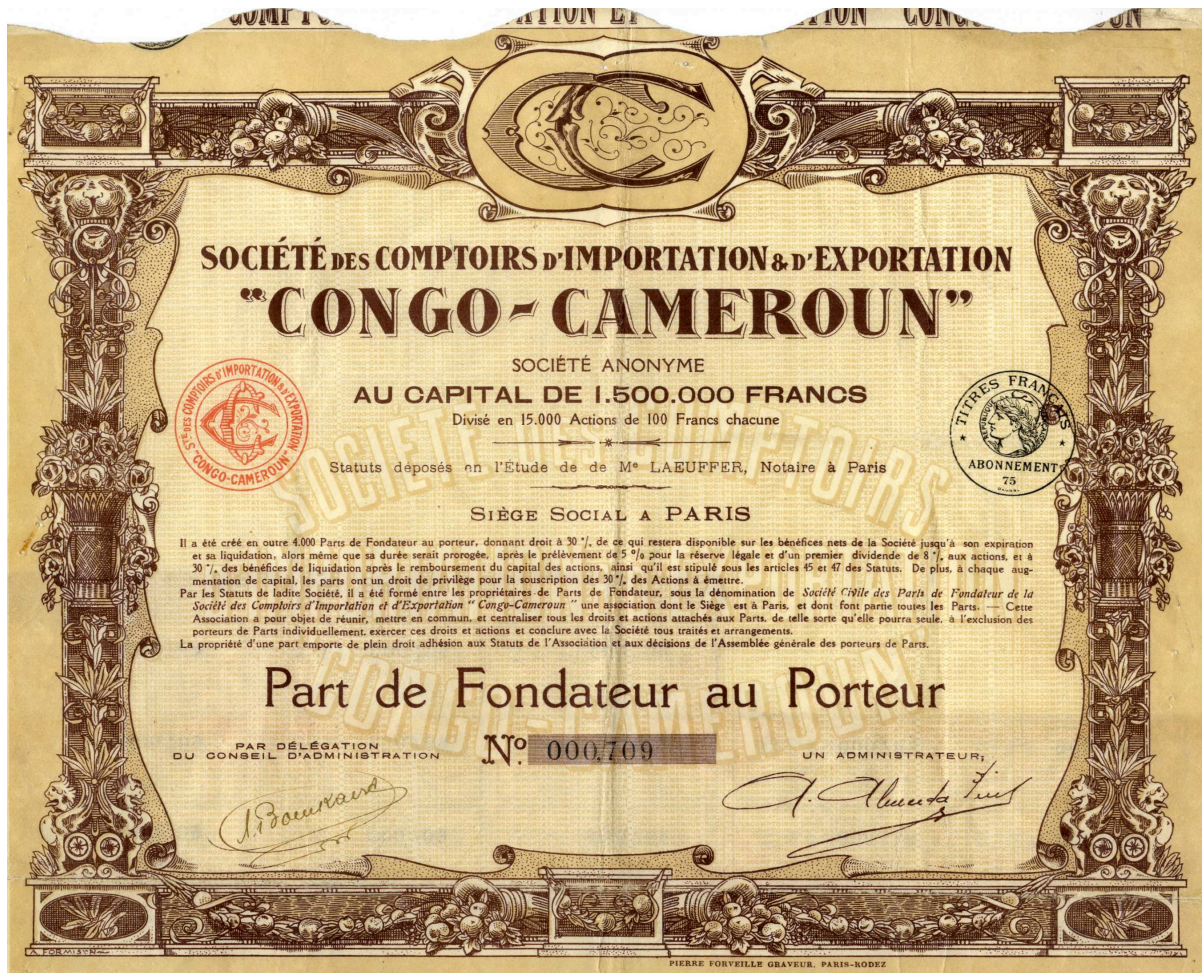 SOCIÉTÉ DES COMPTOIRS D'IMPORTATION & D'EXPORTATION
"CONGO-CAMEROUN"
SOCIÉTÉ ANONYME
AU CAPITAL DE 1.500.000 FRANCS
Divisé en 15.000 Actions de 100 Francs chacune
Statuts déposés en l'Étude de de Me LAEUFFER, Notaire à Paris
STÉ DES COMPTOIRS D'IMPORTATION & D'EXPORTATION "CONGO-CAMEROUN"
TITRES FRANÇAIS
ABONNEMENT
75
SIÈGE SOCIAL A PARIS
Il a été créé en outre 4.000 Parts de Fondateur au porteur, donnant droit à 30 %, de ce qui restera disponible sur les bénéfices nets de la Société jusqu'à son expiration
et sa liquidation, alors même que sa durée serait prorogée, après le prélèvement de 5 % pour la réserve légale et d'un premier dividende de 8 %, aux actions, et à
30 %, des bénéfices de liquidation après le remboursement du capital des actions, ainsi qu'il est stipulé sous les articles 45 et 47 des Statuts. De plus, à chaque aug-
mentation de capital, les parts ont un droit de privilège pour la souscription des 30 %, des Actions à émettre.
Par les Statuts de ladite Société, il a été formé entre les propriétaires de Parts de Fondateur, sous la dénomination de Société Civile des Parts de Fondateur de la
Société des Comptoirs d'Importation et d'Exportation "Congo-Cameroun" une association dont le Siège est à Paris, et dont font partie toutes les Parts. — Cette
Association a pour objet de réunir, mettre en commun, et centraliser tous les droits et actions attachés aux Parts, de telle sorte qu'elle pourra seule, à l'exclusion des
porteurs de Parts individuellement, exercer ces droits et actions et conclure avec la Société tous traités et arrangements.
La propriété d'une part emporte de plein droit adhésion aux Statuts de l'Association et aux décisions de l'Assemblée générale des porteurs de Parts.
SOCIÉTÉ DES COMPTOIRS
CONGO-CAMEROUN
Part de Fondateur au Porteur
PAR DÉLÉGATION
DU CONSEIL D'ADMINISTRATION
No. 000,709
UN ADMINISTRATEUR,
PIERRE FORVEILLE GRAVEUR, PARIS-RODEZ